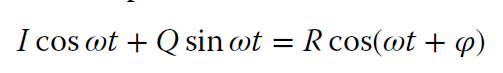 I cos ωt + Q sin ωt = R cos(ωt + φ)